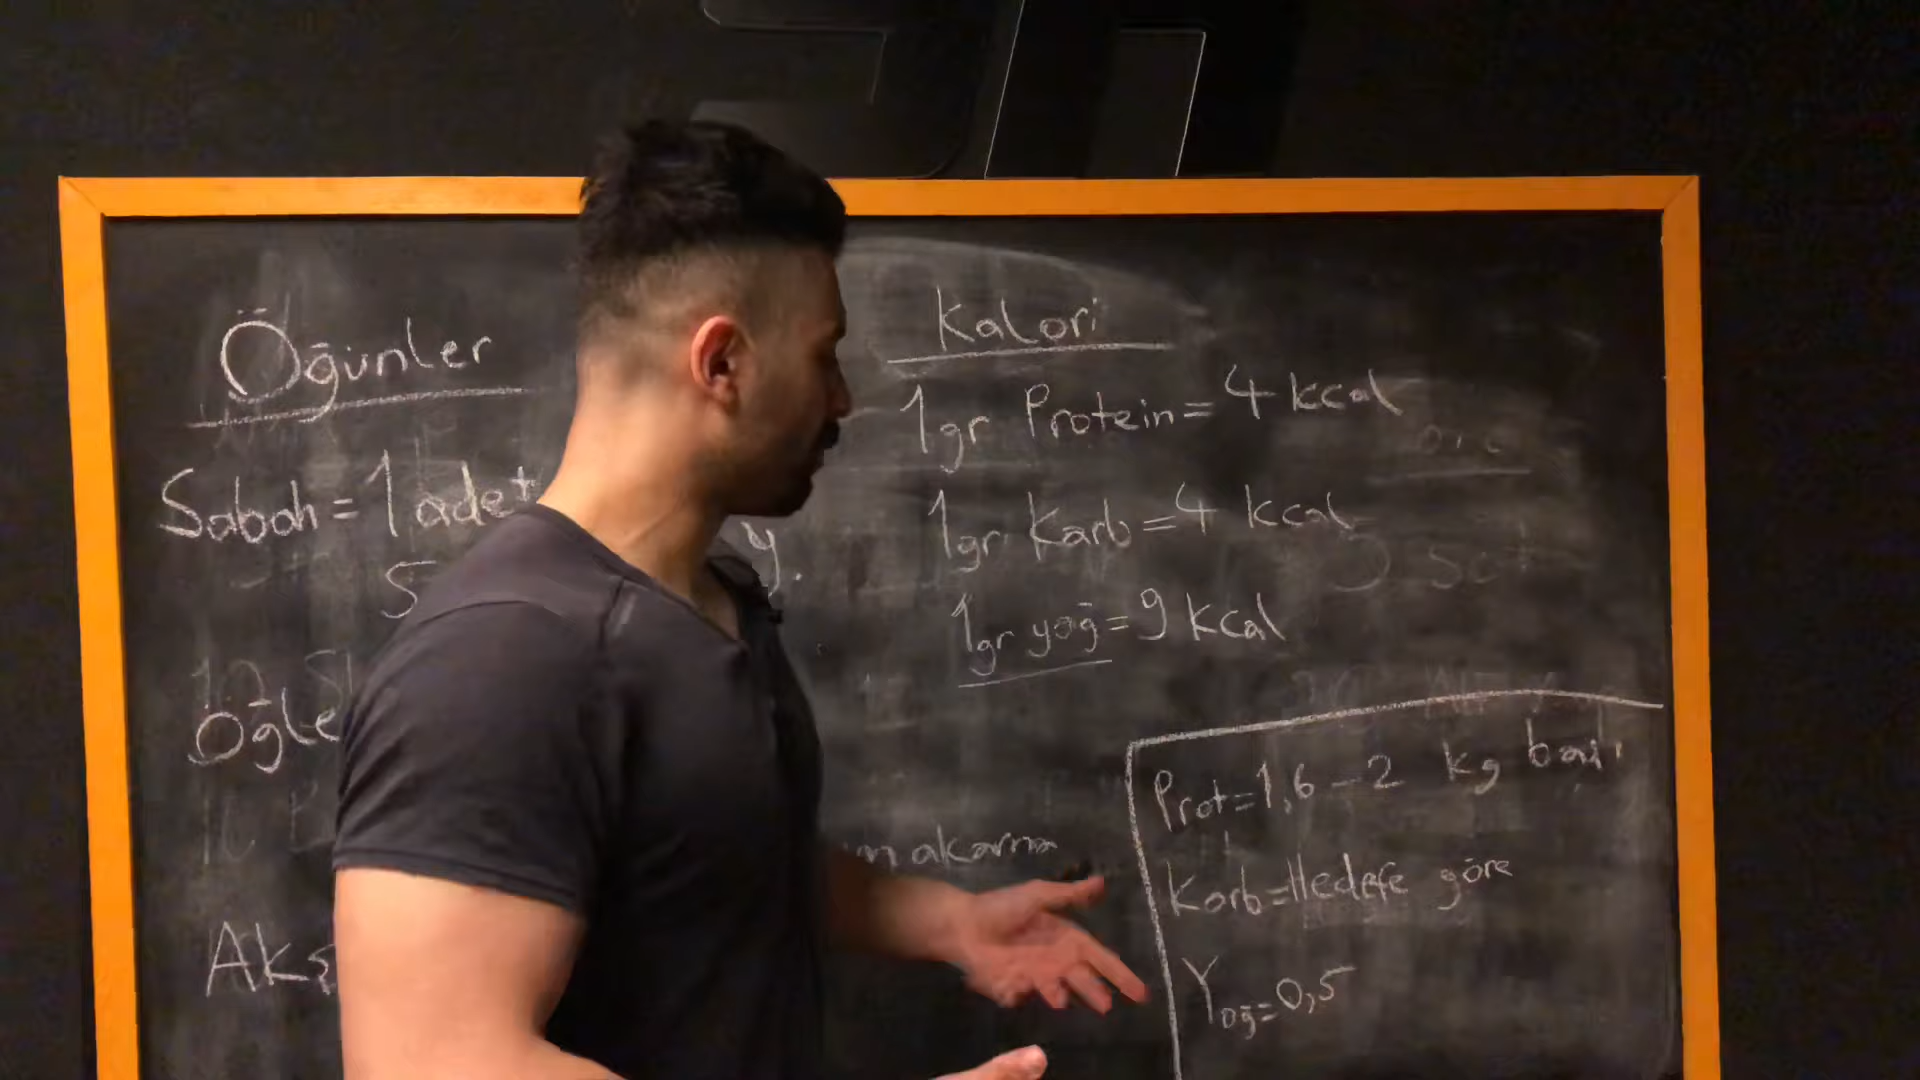 Öğünler
Sabah = 1 adet
y.
Öğle
makarna
Akş
Kalori
1gr Protein = 4 kcal
1gr Karb = 4 kcal
1gr yağ = 9 kcal
Prot = 1,6 - 2 kg başı
Karb = Hedefe göre
Yağ = 0,5